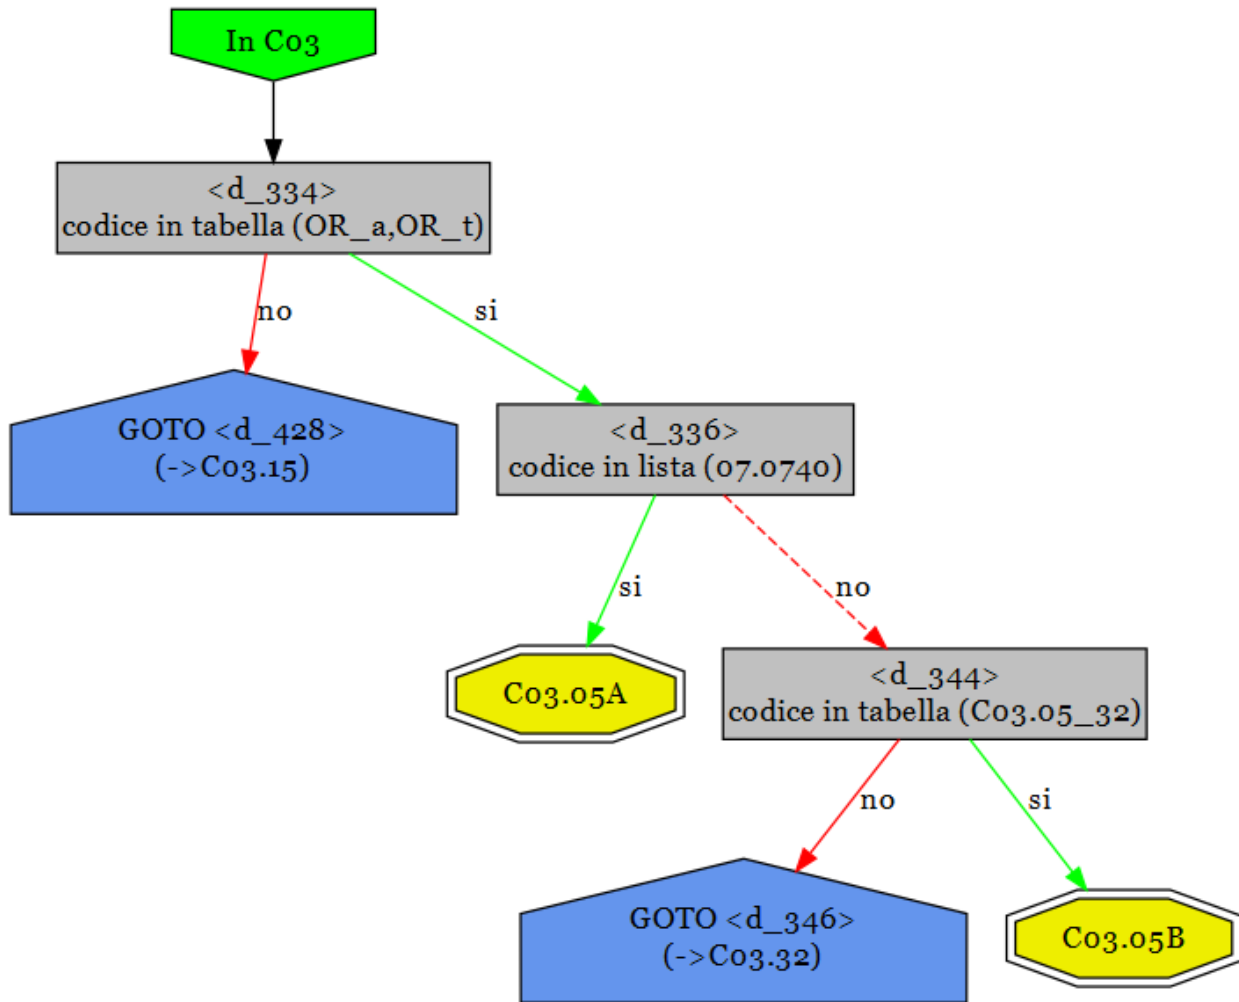 In C03
<d_334>
codice in tabella (OR_a,OR_t)
no
si
GOTO <d_428>
(->C03.15)
<d_336>
codice in lista (07.0740)
si
no
C03.05A
<d_344>
codice in tabella (C03.05_32)
no
si
GOTO <d_346>
(->C03.32)
C03.05B